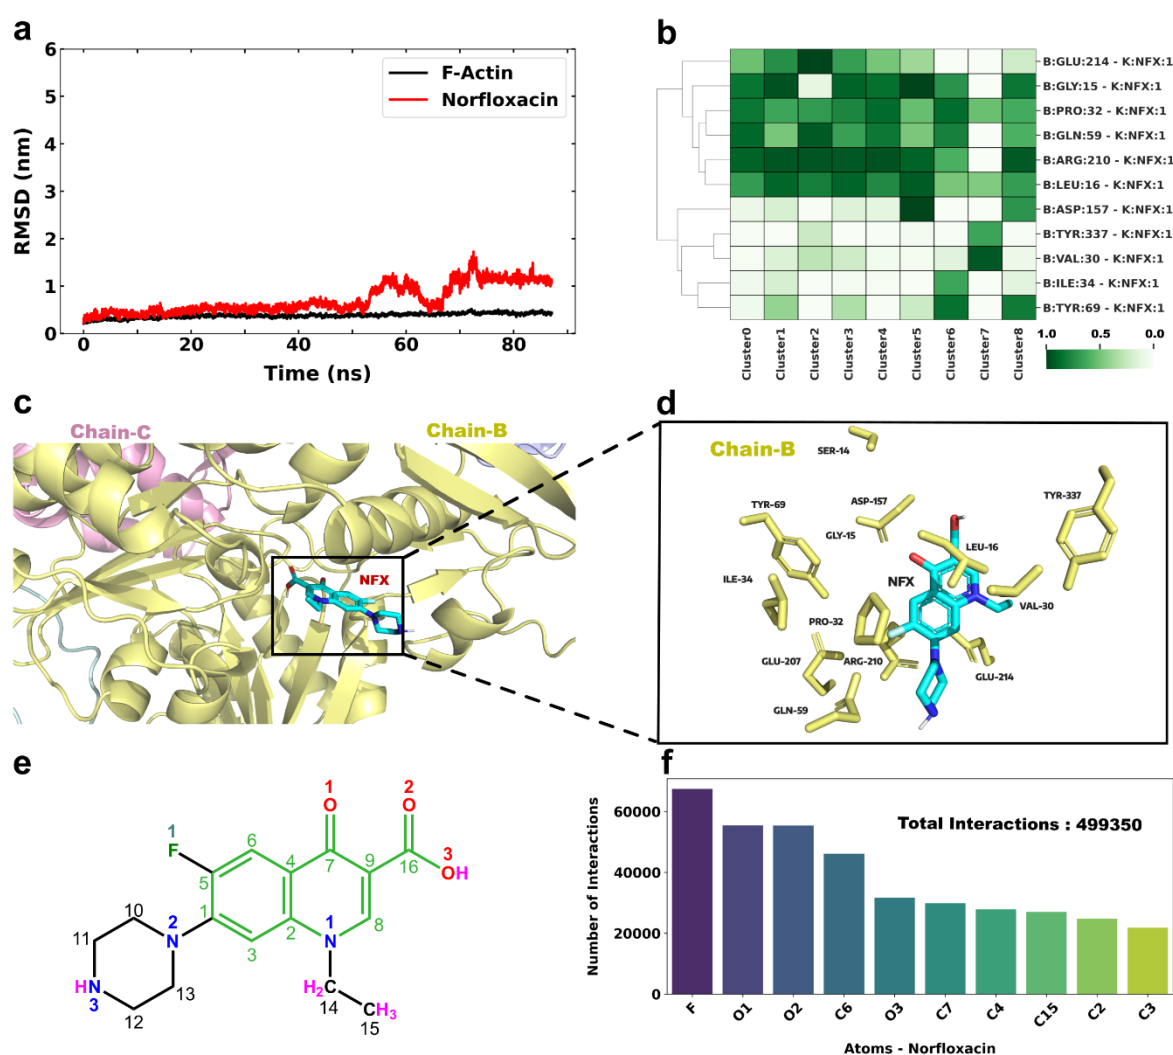 a
6
5
4
3
2
1
0
RMSD (nm)
F-Actin
Norfloxacin
0
20
40
60
80
Time (ns)
b
B:GLU:214 - K:NFX:1
B:GLY:15 - K:NFX:1
B:PRO:32 - K:NFX:1
B:GLN:59 - K:NFX:1
B:ARG:210 - K:NFX:1
B:LEU:16 - K:NFX:1
B:ASP:157 - K:NFX:1
B:TYR:337 - K:NFX:1
B:VAL:30 - K:NFX:1
B:ILE:34 - K:NFX:1
B:TYR:69 - K:NFX:1
Cluster0
Cluster1
Cluster2
Cluster3
Cluster4
Cluster5
Cluster6
Cluster7
Cluster8
1.0
0.5
0.0
c
Chain-C
Chain-B
NFX
d
Chain-B
SER-14
TYR-69
ASP-157
TYR-337
GLY-15
LEU-16
ILE-34
NFX
VAL-30
PRO-32
GLU-207
ARG-210
GLU-214
GLN-59
e
1
2
O
O
1
F
6
3
4
9
OH
5
7
16
10
2
1
1
8
11
N
2
N
3
HN
3
13
H2C
14
CH3
12
15
f
60000
40000
20000
0
Number of Interactions
Total Interactions : 499350
F
O1
O2
C6
O3
C7
C4
C15
C2
C3
Atoms - Norfloxacin